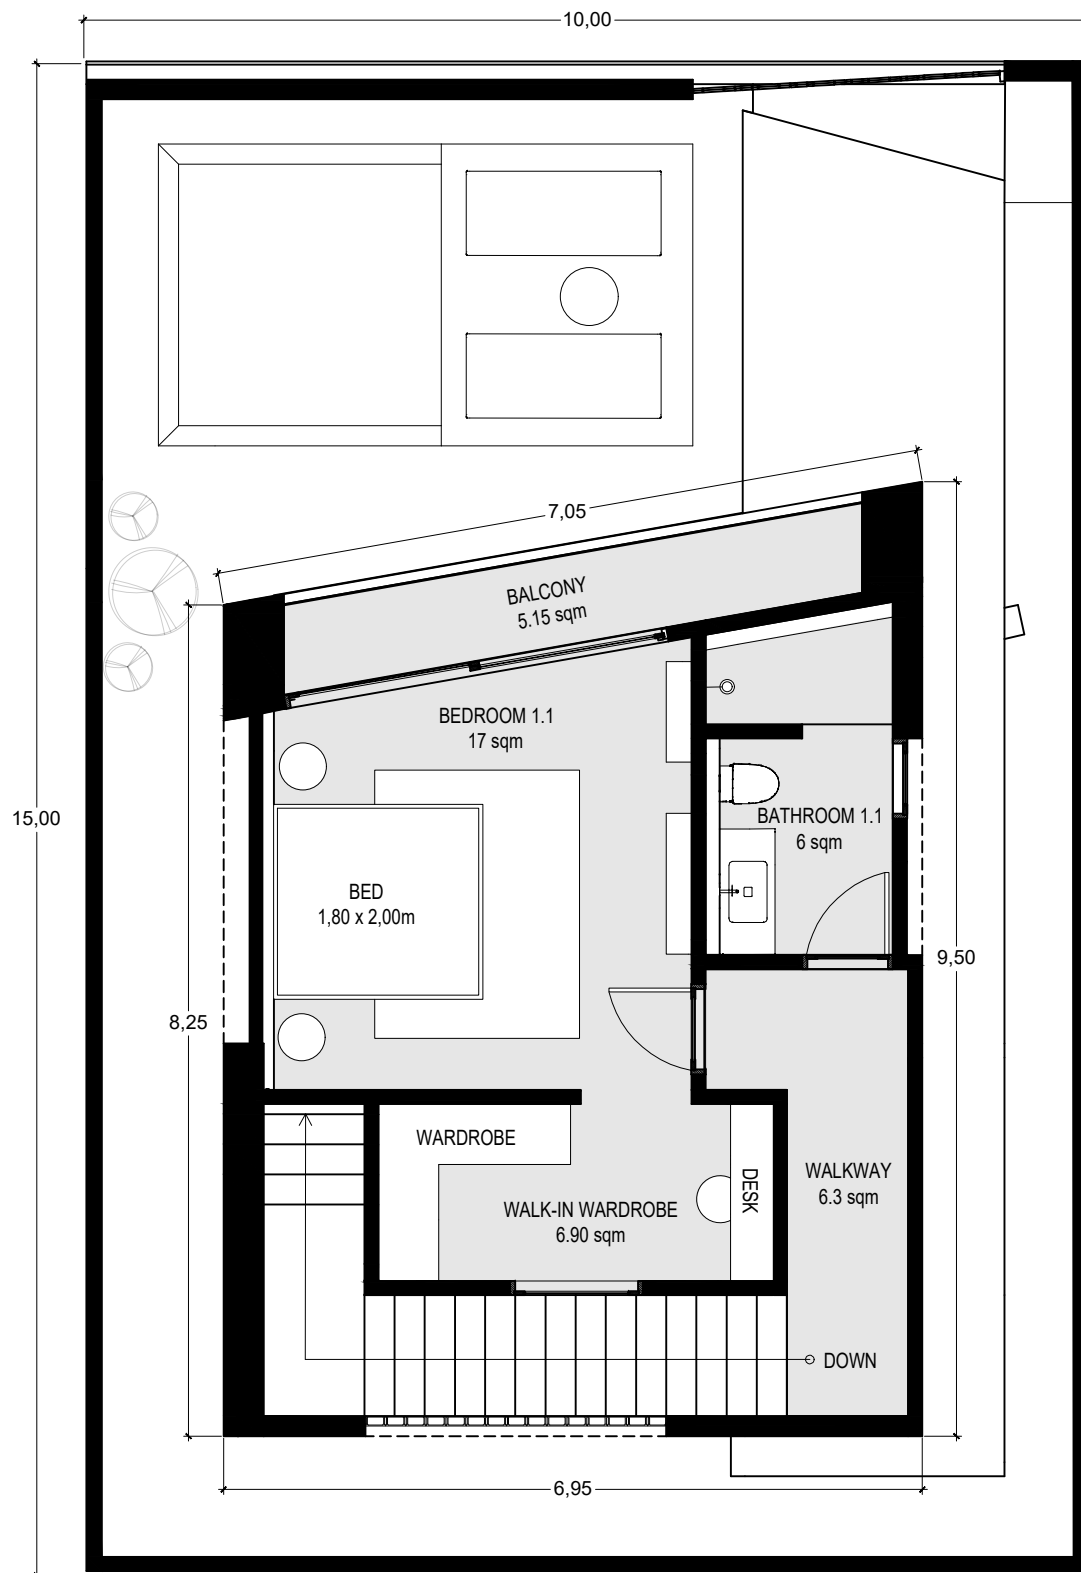 10,00
7,05
BALCONY
5.15 sqm
BEDROOM 1.1
17 sqm
15,00
BATHROOM 1.1
6 sqm
BED
1,80 x 2,00m
9,50
8,25
WARDROBE
WALK-IN WARDROBE
6.90 sqm
DESK
WALKWAY
6.3 sqm
DOWN
6,95